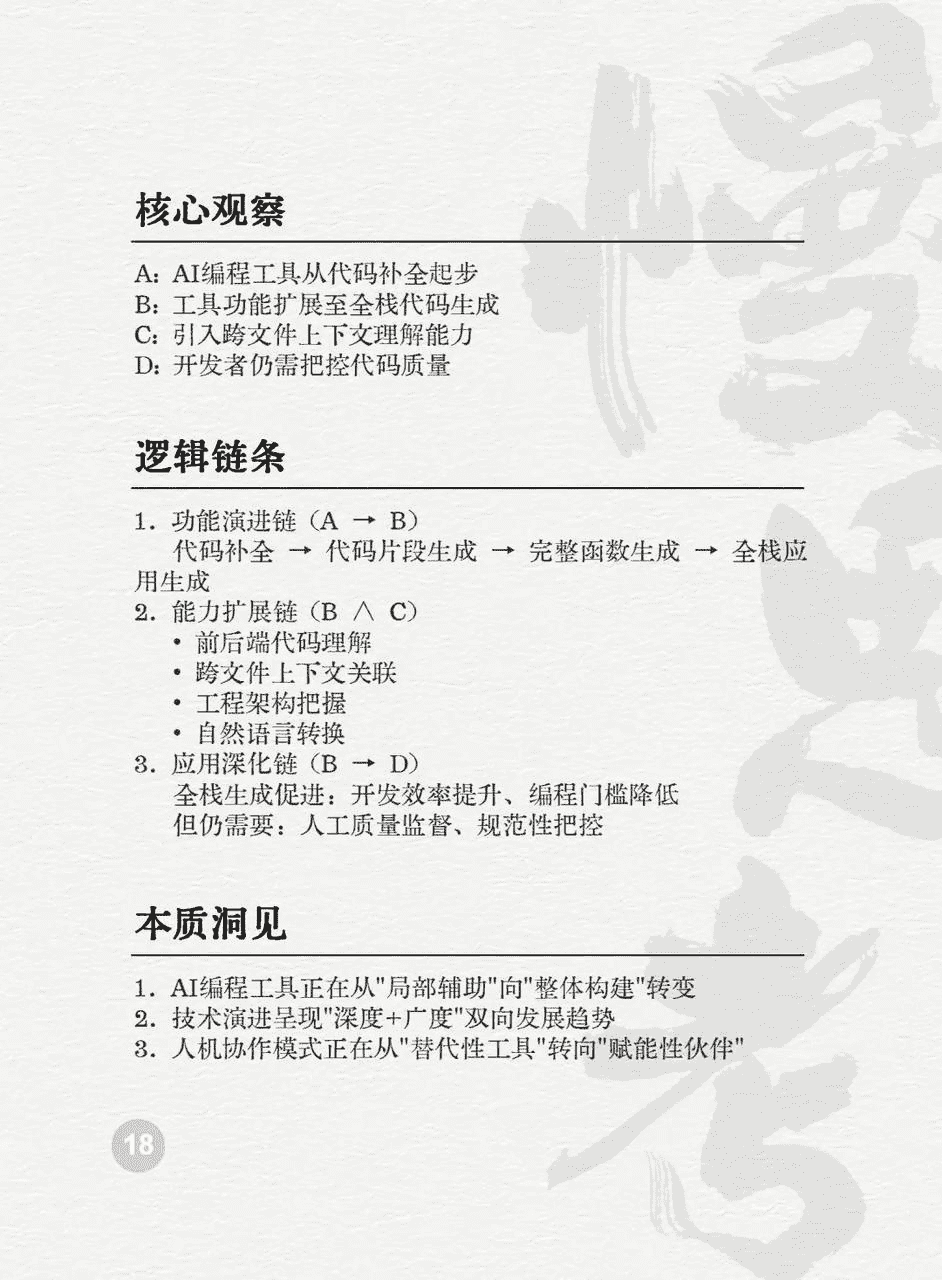 核心观察
A: AI编程工具从代码补全起步
B: 工具功能扩展至全栈代码生成
C: 引入跨文件上下文理解能力
D: 开发者仍需把控代码质量
逻辑链条
1. 功能演进链（A → B）
代码补全 → 代码片段生成 → 完整函数生成 → 全栈应
用生成
2. 能力扩展链（B ∧ C）
• 前后端代码理解
• 跨文件上下文关联
• 工程架构把握
• 自然语言转换
3. 应用深化链（B → D）
全栈生成促进：开发效率提升、编程门槛降低
但仍需要：人工质量监督、规范性把控
本质洞见
1. AI编程工具正在从"局部辅助"向"整体构建"转变
2. 技术演进呈现"深度+广度"双向发展趋势
3. 人机协作模式正在从"替代性工具"转向"赋能性伙伴"
18
慢思考